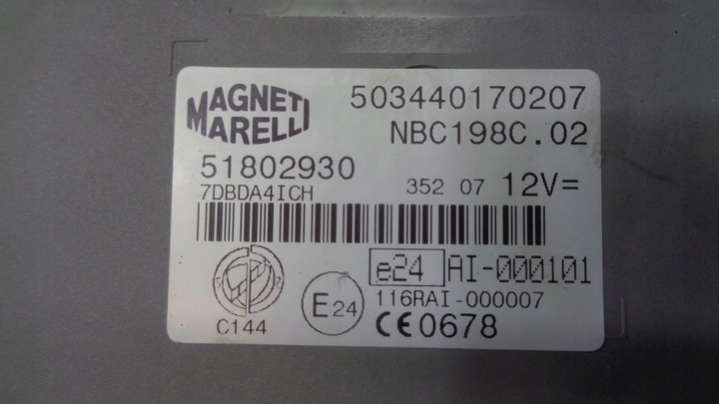 MAGNETI
MARELLI
503440170207
NBC198C.02
51802930
7DBDA4ICH
352 07 12V=
e24 AI-000101
116RAI-000007
C144
E24
CE0678